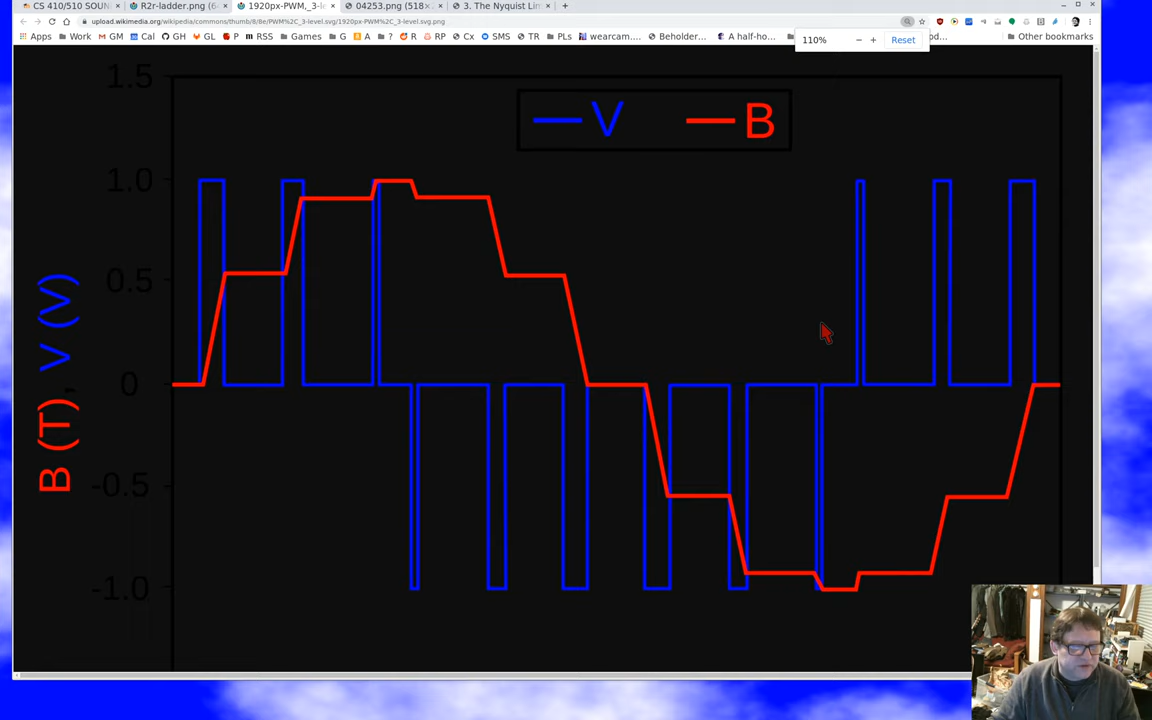 CS 410/510 SOUN
R2r-ladder.png (6
1920px-PWM,_3-l
04253.png (518×
3. The Nyquist Lim
upload.wikimedia.org/wikipedia/commons/thumb/8/8e/PWM%2C_3-level.svg/1920px-PWM%2C_3-level.svg.png
Apps Work GM Cal GH GL P RSS Games G A ? R RP Cx SMS TR PLs wearcam.... Beholder... A half-ho... od... Other bookmarks
110% − + Reset
1.5
V B
1.0
0.5
0
-0.5
-1.0
B (T), V (V)